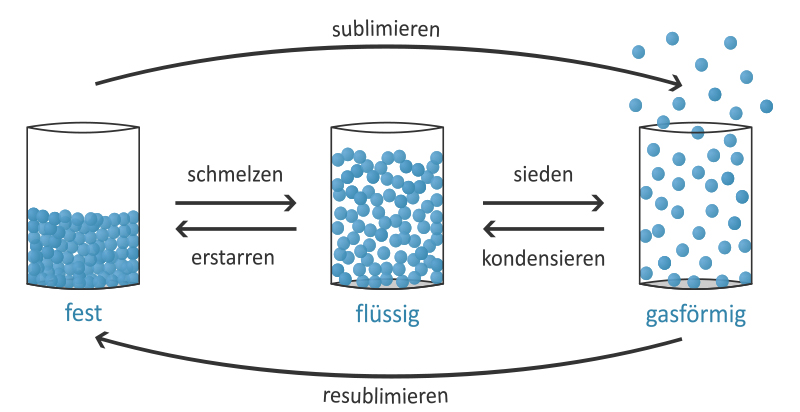 sublimieren
schmelzen
sieden
erstarren
kondensieren
fest
flüssig
gasförmig
resublimieren